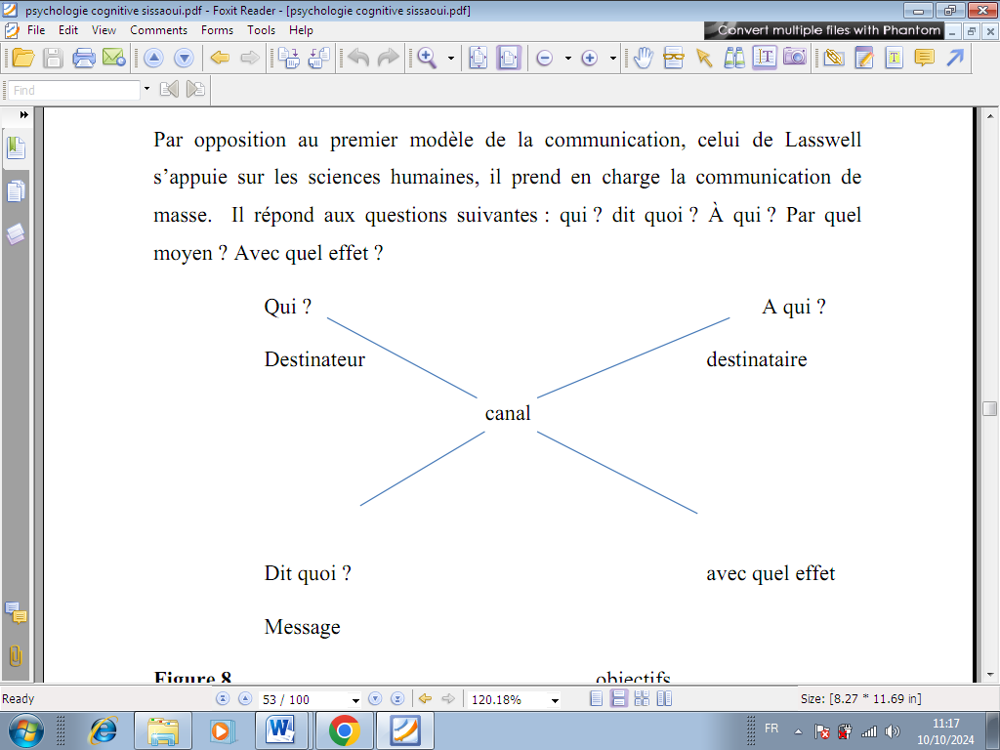 psychologie cognitive sissaoui.pdf - Foxit Reader - [psychologie cognitive sissaoui.pdf]
File Edit View Comments Forms Tools Help
Convert multiple files with Phantom
Find
Par opposition au premier modèle de la communication, celui de Lasswell
s’appuie sur les sciences humaines, il prend en charge la communication de
masse. Il répond aux questions suivantes : qui ? dit quoi ? À qui ? Par quel
moyen ? Avec quel effet ?
Qui ? A qui ?
Destinateur destinataire
canal
Dit quoi ? avec quel effet
Message
Figure 8 objectifs
Ready 53 / 100 120.18% Size: [8.27 * 11.69 in]
FR 11:17
10/10/2024